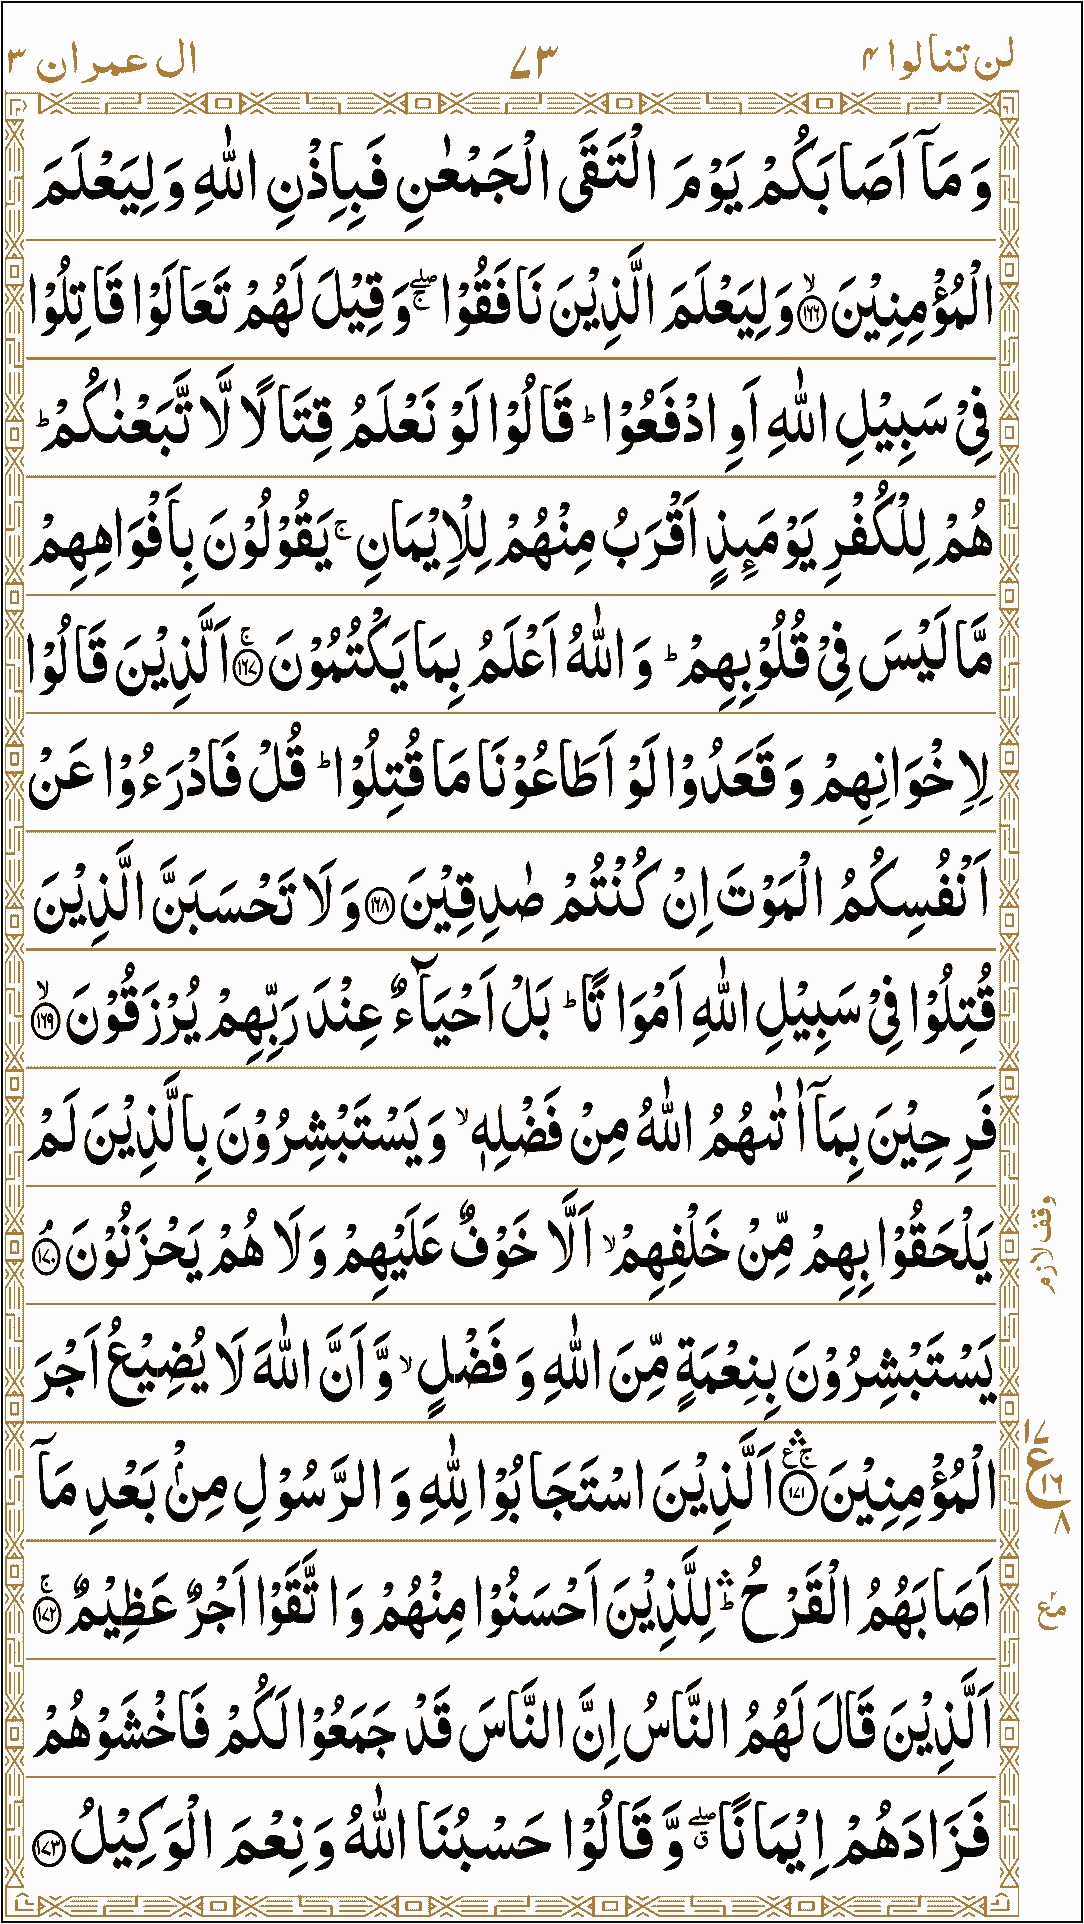 لن تنالوا ۴ ۷۳ ال عمران ۳
وَ مَاۤ اَصَابَكُمْ یَوْمَ الْتَقَى الْجَمْعٰنِ فَبِاِذْنِ اللّٰهِ وَ لِیَعْلَمَ
الْمُؤْمِنِیْنَ ۙ﴿۱۶۶﴾ وَ لِیَعْلَمَ الَّذِیْنَ نَافَقُوْا ۖۚ وَ قِیْلَ لَهُمْ تَعَالَوْا قَاتِلُوْا
فِیْ سَبِیْلِ اللّٰهِ اَوِ ادْفَعُوْا ؕ قَالُوْا لَوْ نَعْلَمُ قِتَالًا لَّا تَّبَعْنٰكُمْ ؕ
هُمْ لِلْكُفْرِ یَوْمَىِٕذٍ اَقْرَبُ مِنْهُمْ لِلْاِیْمَانِ ۚ یَقُوْلُوْنَ بِاَفْوَاهِهِمْ
مَّا لَیْسَ فِیْ قُلُوْبِهِمْ ؕ وَ اللّٰهُ اَعْلَمُ بِمَا یَكْتُمُوْنَ ۚ﴿۱۶۷﴾ اَلَّذِیْنَ قَالُوْا
لِاِخْوَانِهِمْ وَ قَعَدُوْا لَوْ اَطَاعُوْنَا مَا قُتِلُوْا ؕ قُلْ فَادْرَءُوْا عَنْ
اَنْفُسِكُمُ الْمَوْتَ اِنْ كُنْتُمْ صٰدِقِیْنَ ﴿۱۶۸﴾ وَ لَا تَحْسَبَنَّ الَّذِیْنَ
قُتِلُوْا فِیْ سَبِیْلِ اللّٰهِ اَمْوَاتًا ؕ بَلْ اَحْیَآءٌ عِنْدَ رَبِّهِمْ یُرْزَقُوْنَ ۙ﴿۱۶۹﴾
فَرِحِیْنَ بِمَاۤ اٰتٰىهُمُ اللّٰهُ مِنْ فَضْلِهٖ ۙ وَ یَسْتَبْشِرُوْنَ بِالَّذِیْنَ لَمْ
یَلْحَقُوْا بِهِمْ مِّنْ خَلْفِهِمْ ۙ اَلَّا خَوْفٌ عَلَیْهِمْ وَ لَا هُمْ یَحْزَنُوْنَ ۘ﴿۱۷۰﴾
وقف لازم
یَسْتَبْشِرُوْنَ بِنِعْمَةٍ مِّنَ اللّٰهِ وَ فَضْلٍ ۙ وَّ اَنَّ اللّٰهَ لَا یُضِیْعُ اَجْرَ
الْمُؤْمِنِیْنَ ۛۚ۠﴿۱۷۱﴾ اَلَّذِیْنَ اسْتَجَابُوْا لِلّٰهِ وَ الرَّسُوْلِ مِنْۢ بَعْدِ مَاۤ
۱۷ ع ۱۶ ۸
اَصَابَهُمُ الْقَرْحُ ۛؕ لِلَّذِیْنَ اَحْسَنُوْا مِنْهُمْ وَ اتَّقَوْا اَجْرٌ عَظِیْمٌ ۚ﴿۱۷۲﴾
مع
اَلَّذِیْنَ قَالَ لَهُمُ النَّاسُ اِنَّ النَّاسَ قَدْ جَمَعُوْا لَكُمْ فَاخْشَوْهُمْ
فَزَادَهُمْ اِیْمَانًا ۖۗ وَّ قَالُوْا حَسْبُنَا اللّٰهُ وَ نِعْمَ الْوَكِیْلُ ﴿۱۷۳﴾